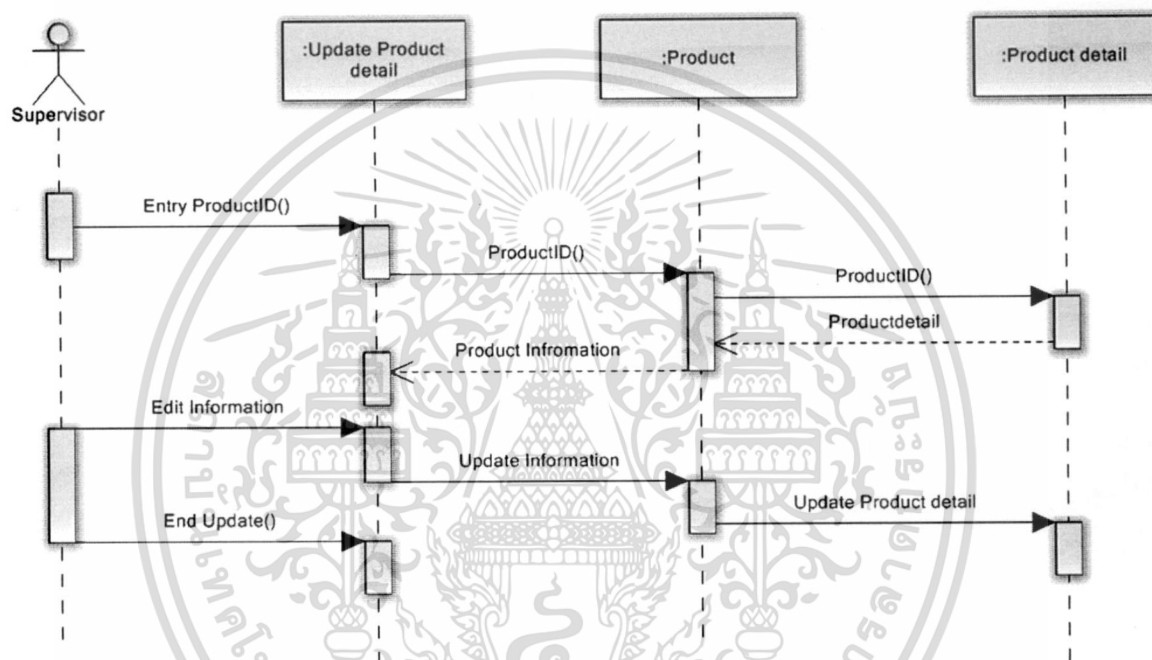 :Update Product
detail
:Product
:Product detail
Supervisor
Entry ProductID()
ProductID()
ProductID()
Productdetail
Product Infromation
Edit Information
Update Information
Update Product detail
End Update()